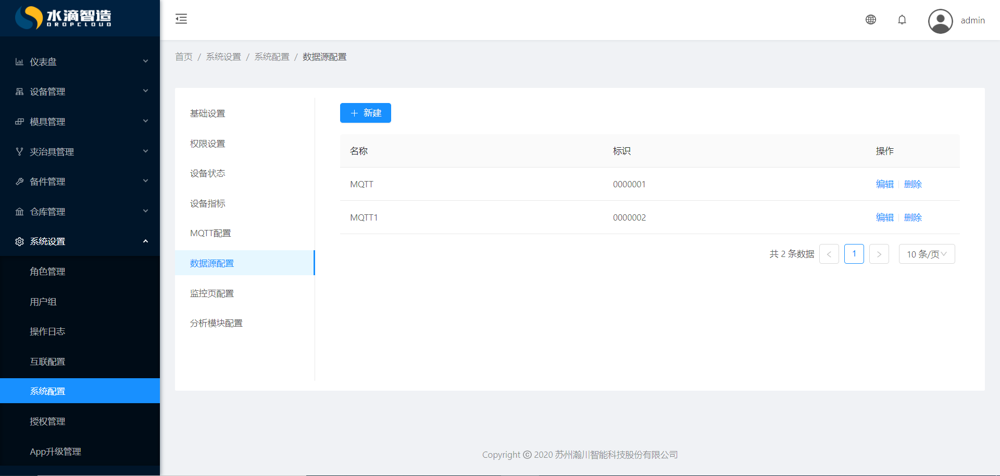 水滴智造
DROPCLOUD
仪表盘
设备管理
模具管理
夹治具管理
备件管理
仓库管理
系统设置
角色管理
用户组
操作日志
互联配置
系统配置
授权管理
App升级管理
admin
首页 / 系统设置 / 系统配置 / 数据源配置
基础设置
权限设置
设备状态
设备指标
MQTT配置
数据源配置
监控页配置
分析模块配置
新建
名称 标识 操作
MQTT 0000001 编辑 删除
MQTT1 0000002 编辑 删除
共 2 条数据 < 1 > 10 条/页
Copyright © 2020 苏州瀚川智能科技股份有限公司